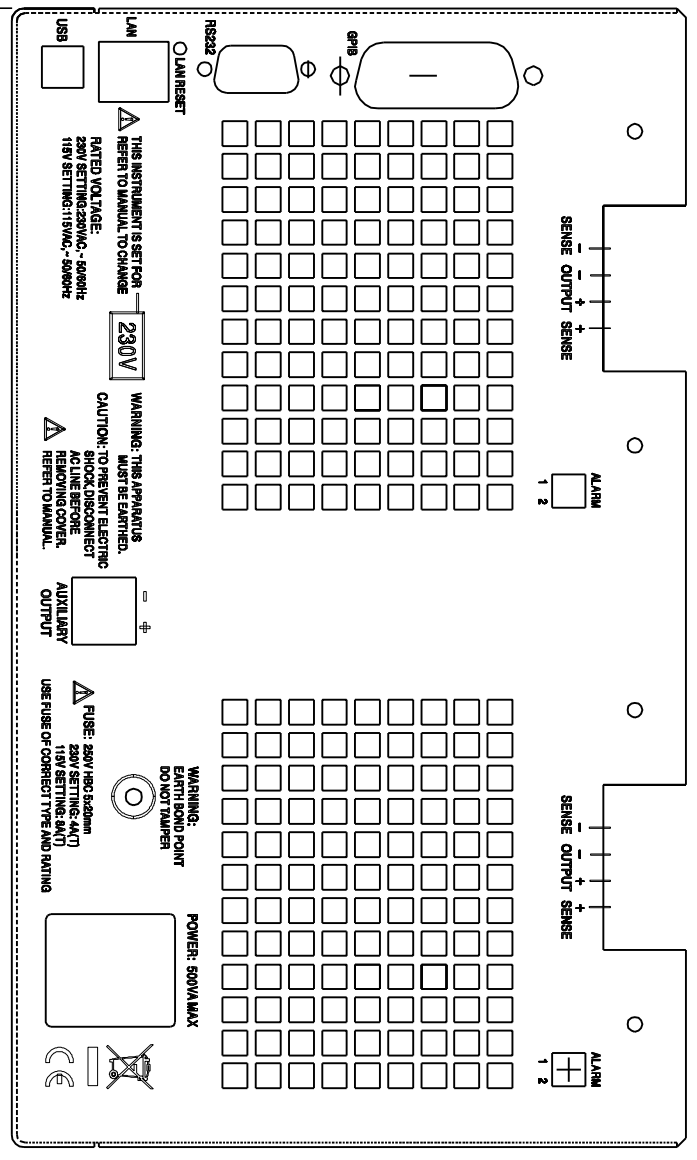 USB
LAN
LAN RESET
RS232
GPIB
THIS INSTRUMENT IS SET FOR
REFER TO MANUAL TO CHANGE
230V
RATED VOLTAGE:
230V SETTING:230VAC,~ 50/60Hz
115V SETTING:115VAC,~ 50/60Hz
WARNING: THIS APPARATUS
MUST BE EARTHED.
CAUTION: TO PREVENT ELECTRIC
SHOCK,DISCONNECT
AC LINE BEFORE
REMOVING COVER.
REFER TO MANUAL.
- +
AUXILIARY
OUTPUT
FUSE: 250V HBC 5x20mm
230V SETTING: 4A(T)
115V SETTING: 8A(T)
USE FUSE OF CORRECT TYPE AND RATING
WARNING:
EARTH BOND POINT
DO NOT TAMPER
POWER: 500VA MAX
CE
- - + +
SENSE OUTPUT SENSE
ALARM
1 2
- - + +
SENSE OUTPUT SENSE
ALARM
1 2